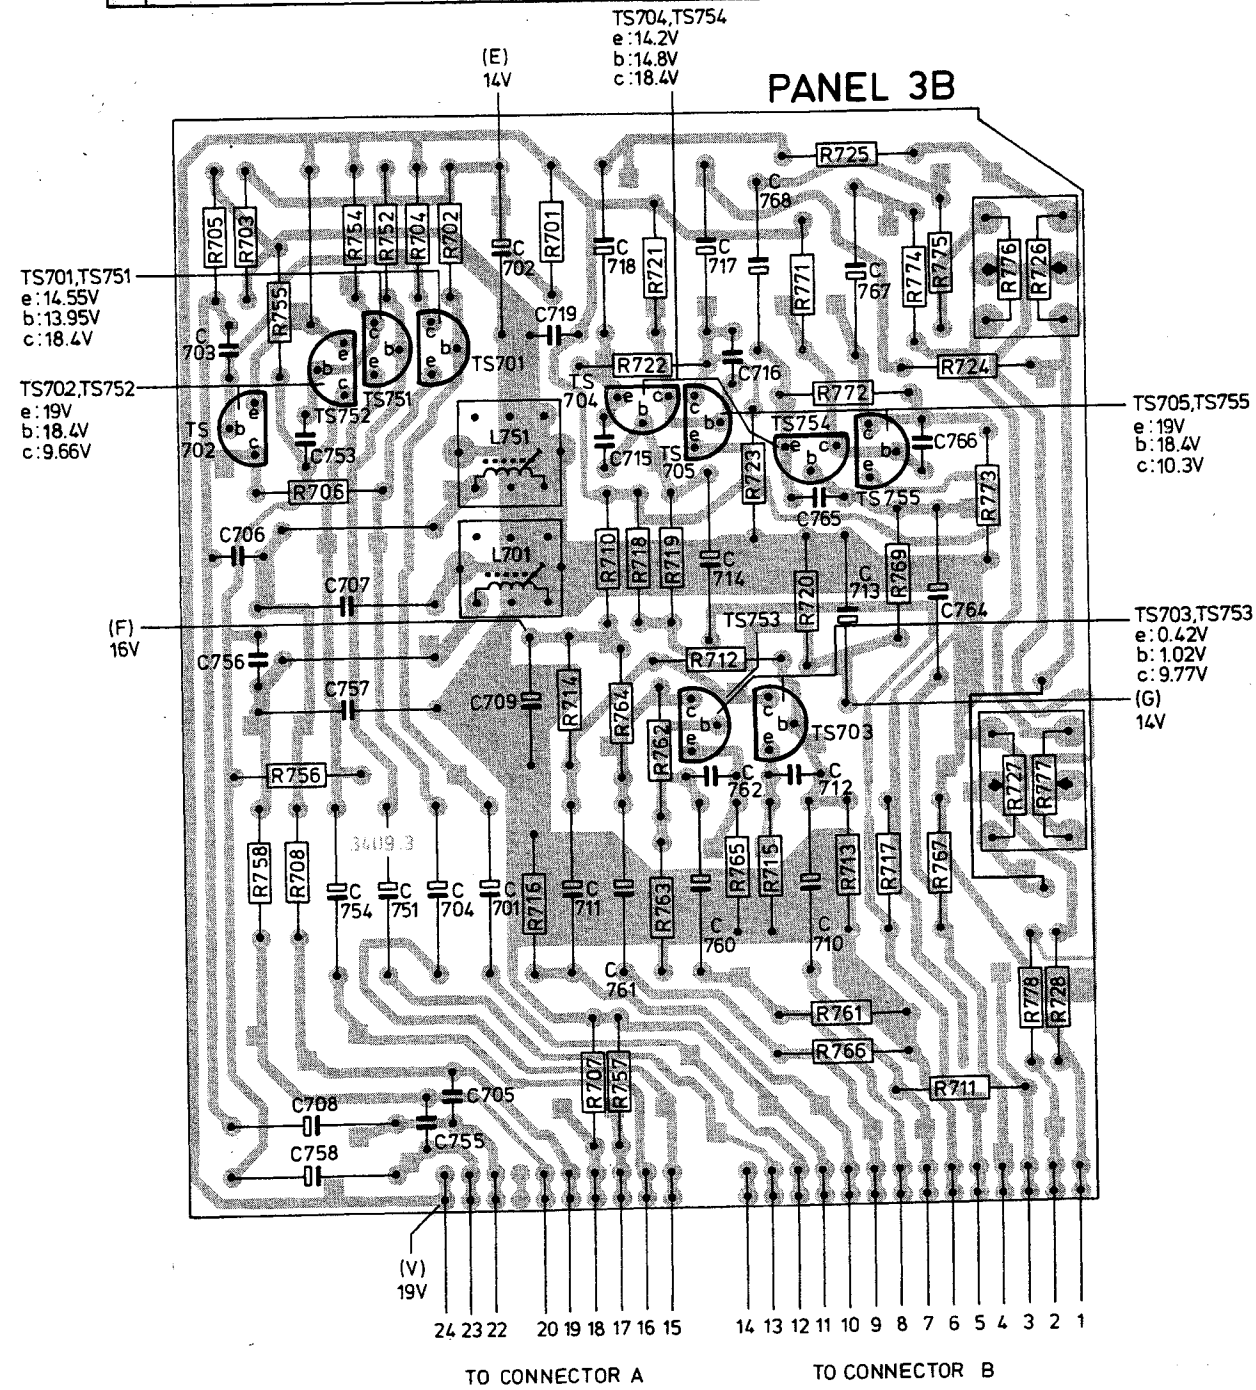 TS704,TS754
e:14.2V
b:14.8V
c:18.4V
(E)
14V
PANEL 3B
R725
C
768
R705
R703
R754
R752
R704
R702
C
702
R701
C
718
R721
C
717
R771
C
767
R774
R775
R776
R726
TS701,TS751
e:14.55V
b:13.95V
c:18.4V
R755
C
703
C719
TS701
R722
C716
R724
TS702,TS752
e:19V
b:18.4V
c:9.66V
e
b
c
c
b
e
c
b
e
TS751
TS752
TS
704
e
b
c
c
b
e
R772
TS705,TS755
e:19V
b:18.4V
c:10.3V
TS
702
e
b
c
C753
L751
C715
TS
705
R723
TS754
e
b
c
c
b
e
C766
TS755
R773
R706
C765
C706
L701
R710
R718
R719
C
714
R720
C
713
R769
C764
C707
TS753
TS703,TS753
e:0.42V
b:1.02V
c:9.77V
(F)
16V
C756
R712
C757
C709
R714
R764
R762
c
b
e
c
b
e
TS703
(G)
14V
R756
C
762
C
712
R727
R777
3409.3
R758
R708
C
754
C
751
C
704
C
701
R716
C
711
R763
R765
R715
R713
R717
R767
C
760
C
710
C
761
R778
R728
R761
R766
R707
R757
R711
C705
C708
C755
C758
(V)
19V
24 23 22 20 19 18 17 16 15 14 13 12 11 10 9 8 7 6 5 4 3 2 1
TO CONNECTOR A
TO CONNECTOR B